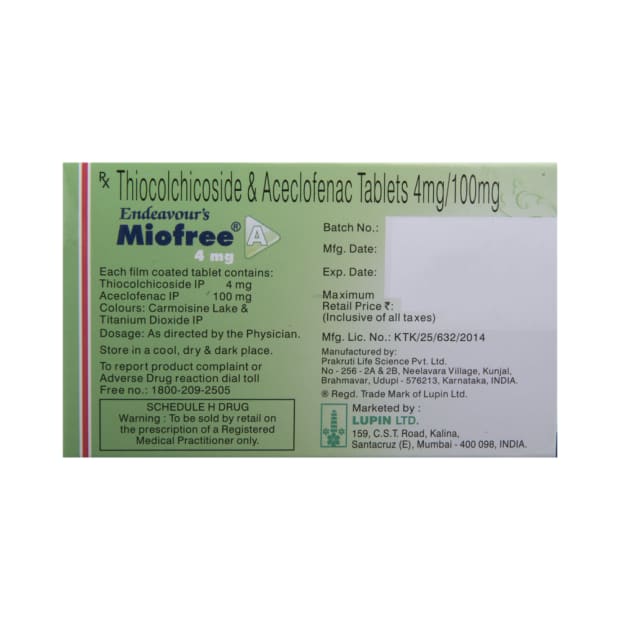 Rx Thiocolchicoside & Aceclofenac Tablets 4mg/100mg
Endeavour's
Miofree® A
4 mg
Each film coated tablet contains:
Thiocolchicoside IP 4 mg
Aceclofenac IP 100 mg
Colours: Carmoisine Lake &
Titanium Dioxide IP
Dosage: As directed by the Physician.
Store in a cool, dry & dark place.
To report product complaint or
Adverse Drug reaction dial toll
Free no.: 1800-209-2505
SCHEDULE H DRUG
Warning : To be sold by retail on
the prescription of a Registered
Medical Practitioner only.
Batch No.:
Mfg. Date:
Exp. Date:
Maximum
Retail Price ₹:
(Inclusive of all taxes)
Mfg. Lic. No.: KTK/25/632/2014
Manufactured by:
Prakruti Life Science Pvt. Ltd.
No - 256 - 2A & 2B, Neelavara Village, Kunjal,
Brahmavar, Udupi - 576213, Karnataka, INDIA.
® Regd. Trade Mark of Lupin Ltd.
Marketed by :
LUPIN LTD.
159, C.S.T. Road, Kalina,
Santacruz (E), Mumbai - 400 098, INDIA.